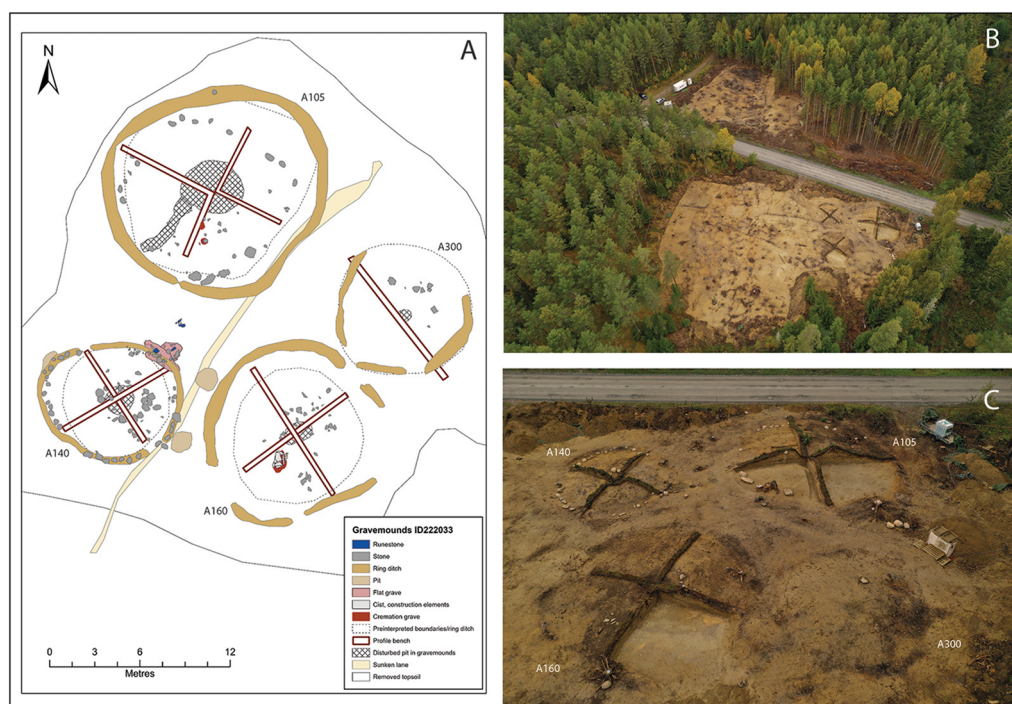 N
A
A105
A300
A140
A160
Gravemounds ID222033
Runestone
Stone
Ring ditch
Pit
Flat grave
Cist, construction elements
Cremation grave
Preinterpreted boundaries/ring ditch
Profile bench
Disturbed pit in gravemounds
Sunken lane
Removed topsoil
0 6 12
Metres
B
C
A140
A105
A160
A300